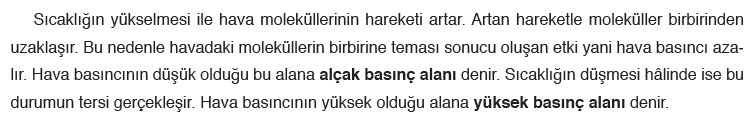 Sıcaklığın yükselmesi ile hava moleküllerinin hareketi artar. Artan hareketle moleküller birbirinden
uzaklaşır. Bu nedenle havadaki moleküllerin birbirine teması sonucu oluşan etki yani hava basıncı aza-
lır. Hava basıncının düşük olduğu bu alana alçak basınç alanı denir. Sıcaklığın düşmesi hâlinde ise bu
durumun tersi gerçekleşir. Hava basıncının yüksek olduğu alana yüksek basınç alanı denir.